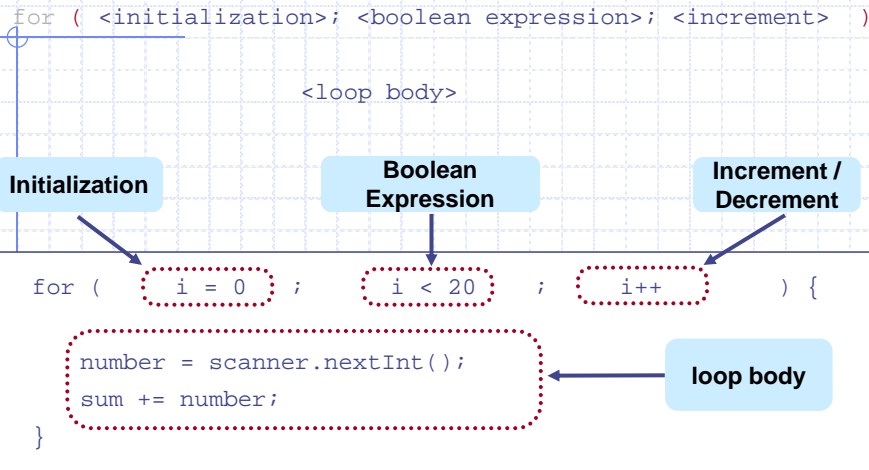 for ( <initialization>; <boolean expression>; <increment> )
<loop body>
Initialization
Boolean
Expression
Increment /
Decrement
for ( i = 0 ; i < 20 ; i++ ) {
number = scanner.nextInt();
sum += number;
loop body
}